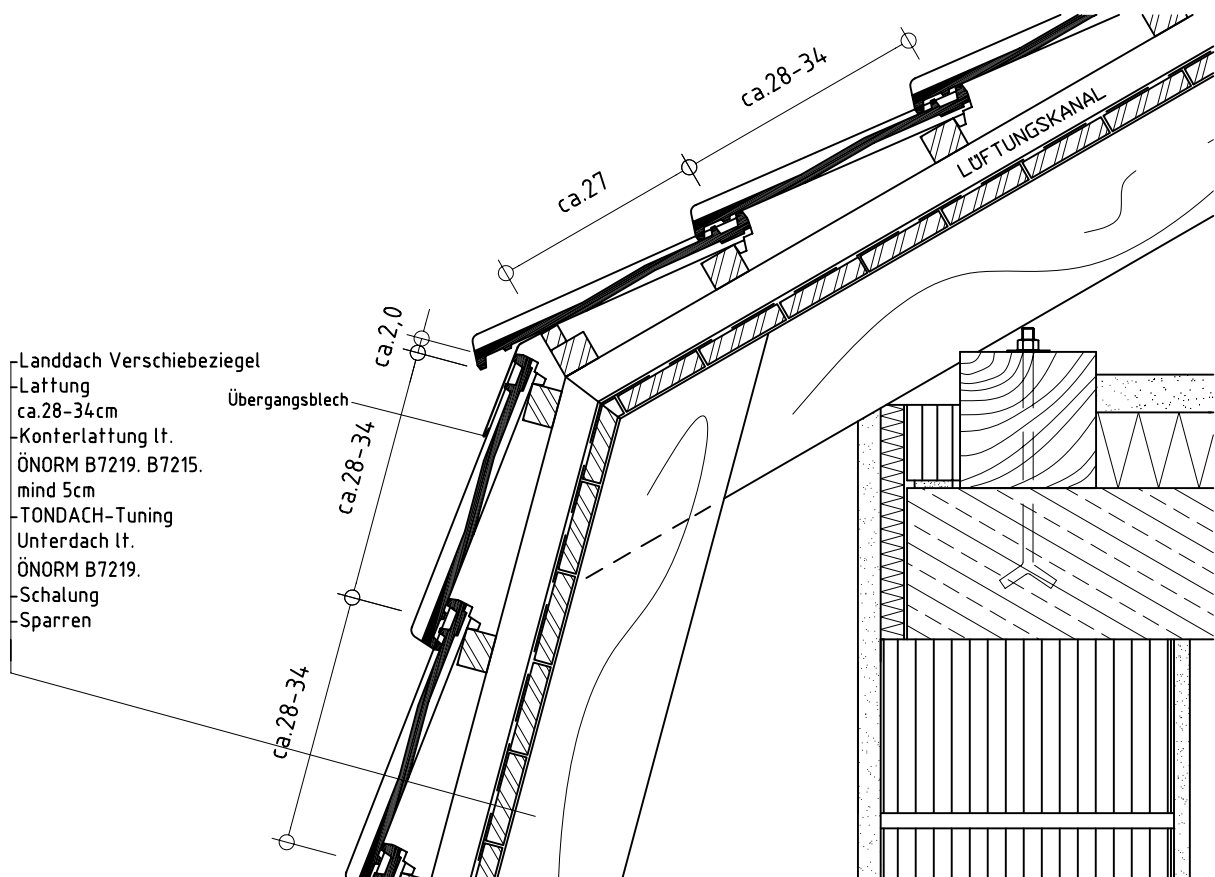 ca.28-34
ca.27
LÜFTUNGSKANAL
ca.2,0
Landdach Verschiebeziegel
Lattung
ca.28-34cm
Konterlattung lt.
ÖNORM B7219. B7215.
mind 5cm
TONDACH-Tuning
Unterdach lt.
ÖNORM B7219.
Schalung
Sparren
Übergangsblech
ca.28-34
ca.28-34